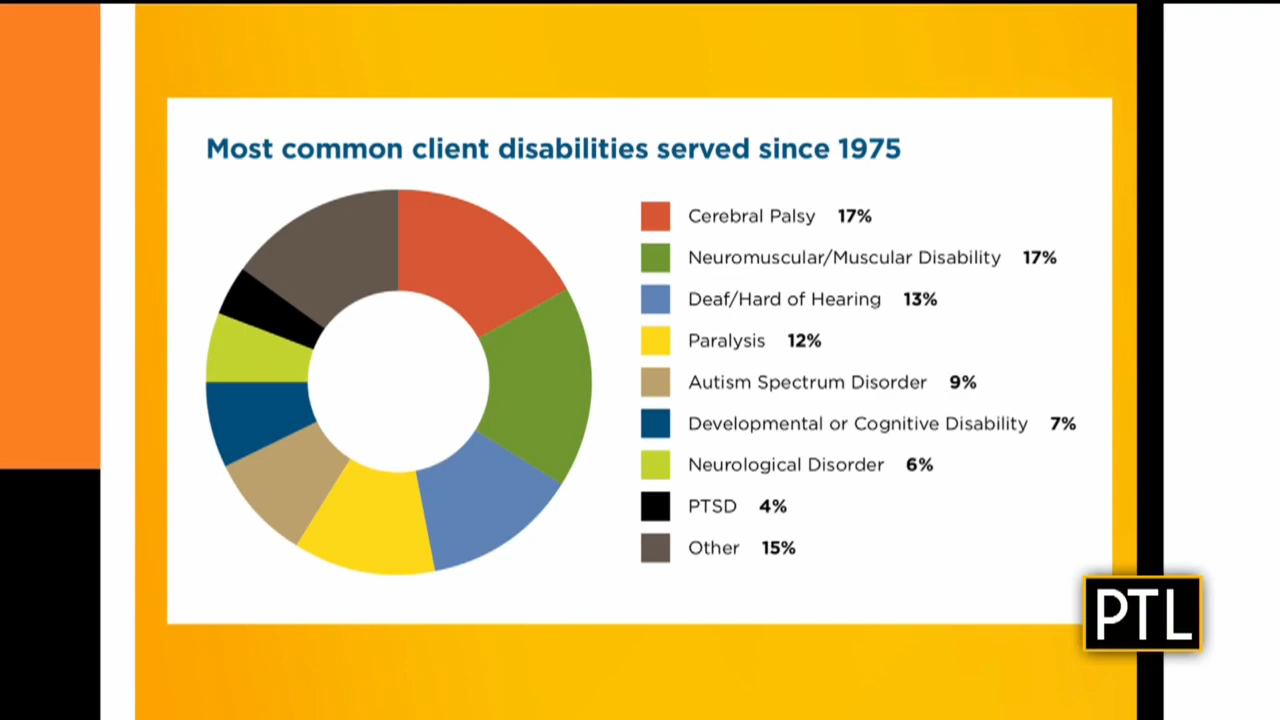 Most common client disabilities served since 1975
Cerebral Palsy 17%
Neuromuscular/Muscular Disability 17%
Deaf/Hard of Hearing 13%
Paralysis 12%
Autism Spectrum Disorder 9%
Developmental or Cognitive Disability 7%
Neurological Disorder 6%
PTSD 4%
Other 15%
PTL